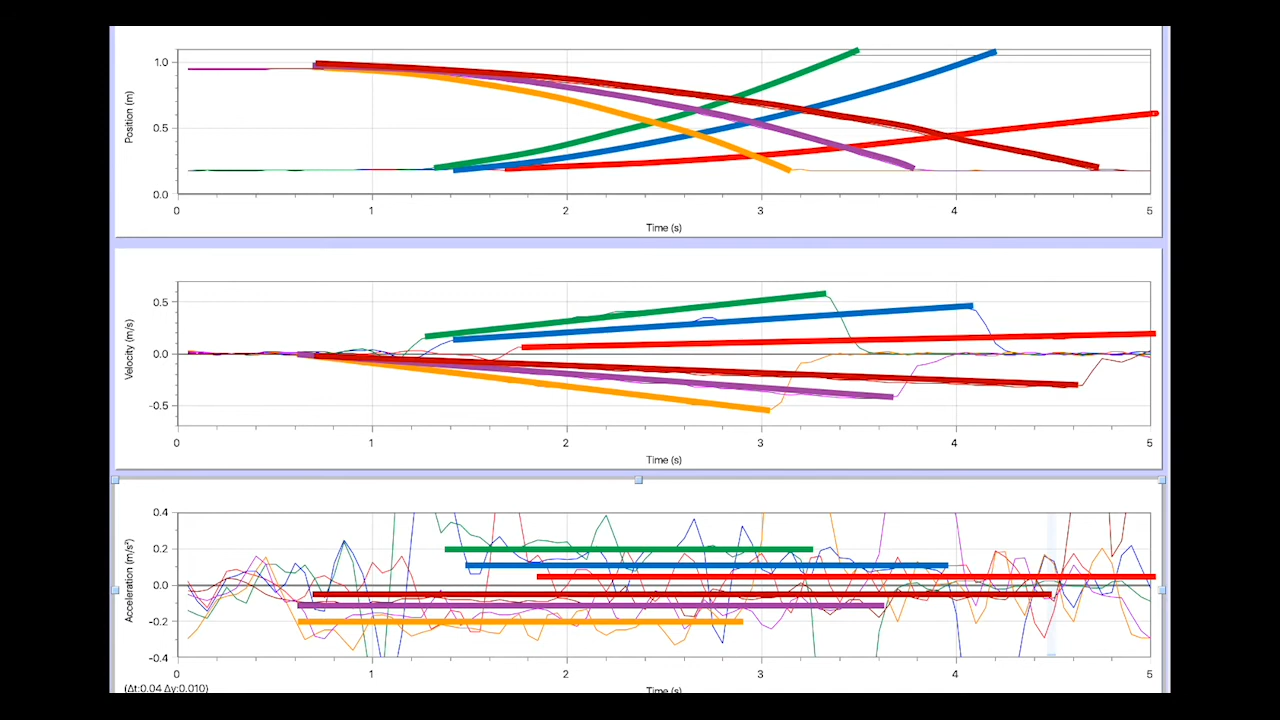 Position (m)
1.0
0.5
0.0
0 1 2 3 4 5
Time (s)
Velocity (m/s)
0.5
0.0
-0.5
0 1 2 3 4 5
Time (s)
Acceleration (m/s²)
0.4
0.2
0.0
-0.2
-0.4
0 1 2 3 4 5
(Δt:0.04 Δy:0.010)
Time (s)